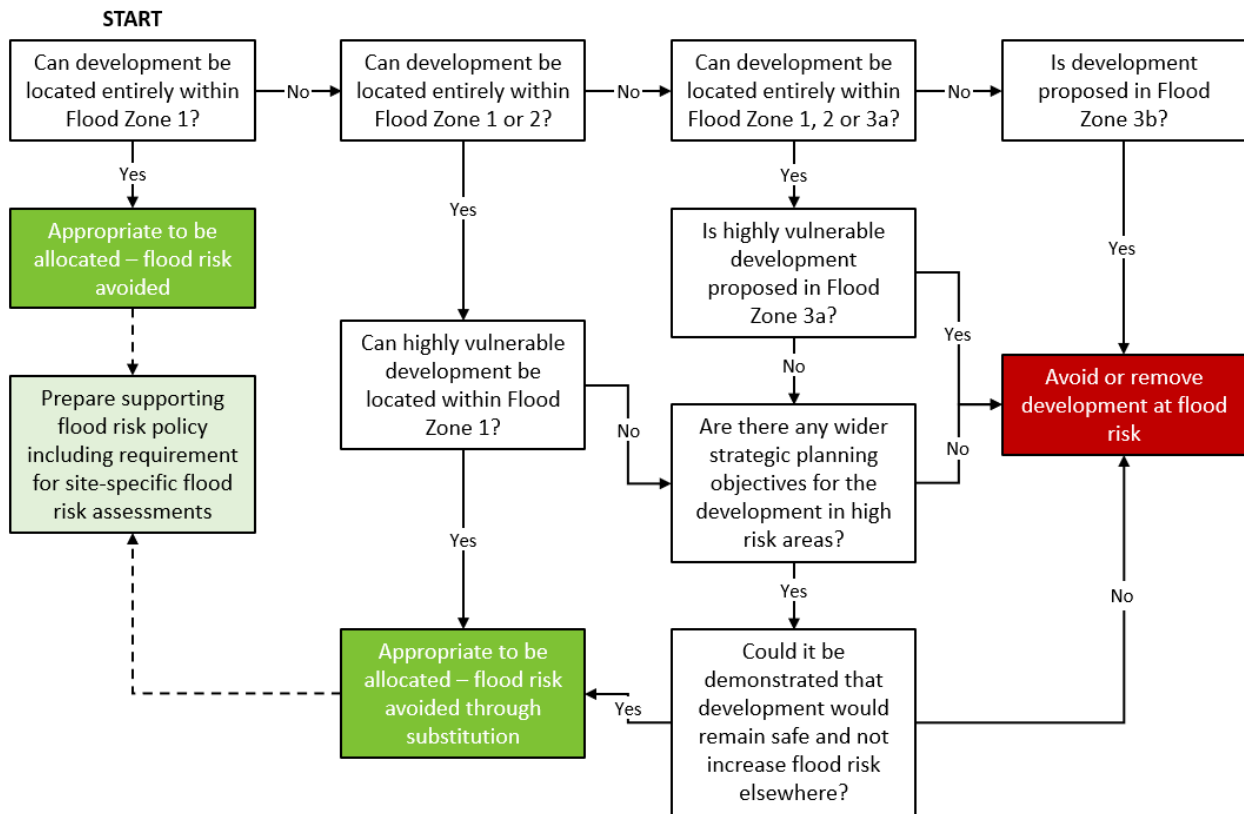 START
Can development be
located entirely within
Flood Zone 1?
No
Can development be
located entirely within
Flood Zone 1 or 2?
No
Can development be
located entirely within
Flood Zone 1, 2 or 3a?
No
Is development
proposed in Flood
Zone 3b?
Yes
Yes
Yes
Yes
Appropriate to be
allocated – flood risk
avoided
Is highly vulnerable
development
proposed in Flood
Zone 3a?
Yes
No
Can highly vulnerable
development be
located within Flood
Zone 1?
No
Yes
Prepare supporting
flood risk policy
including requirement
for site-specific flood
risk assessments
Are there any wider
strategic planning
objectives for the
development in high
risk areas?
No
Yes
Avoid or remove
development at flood
risk
Appropriate to be
allocated – flood risk
avoided through
substitution
Yes
Could it be
demonstrated that
development would
remain safe and not
increase flood risk
elsewhere?
No